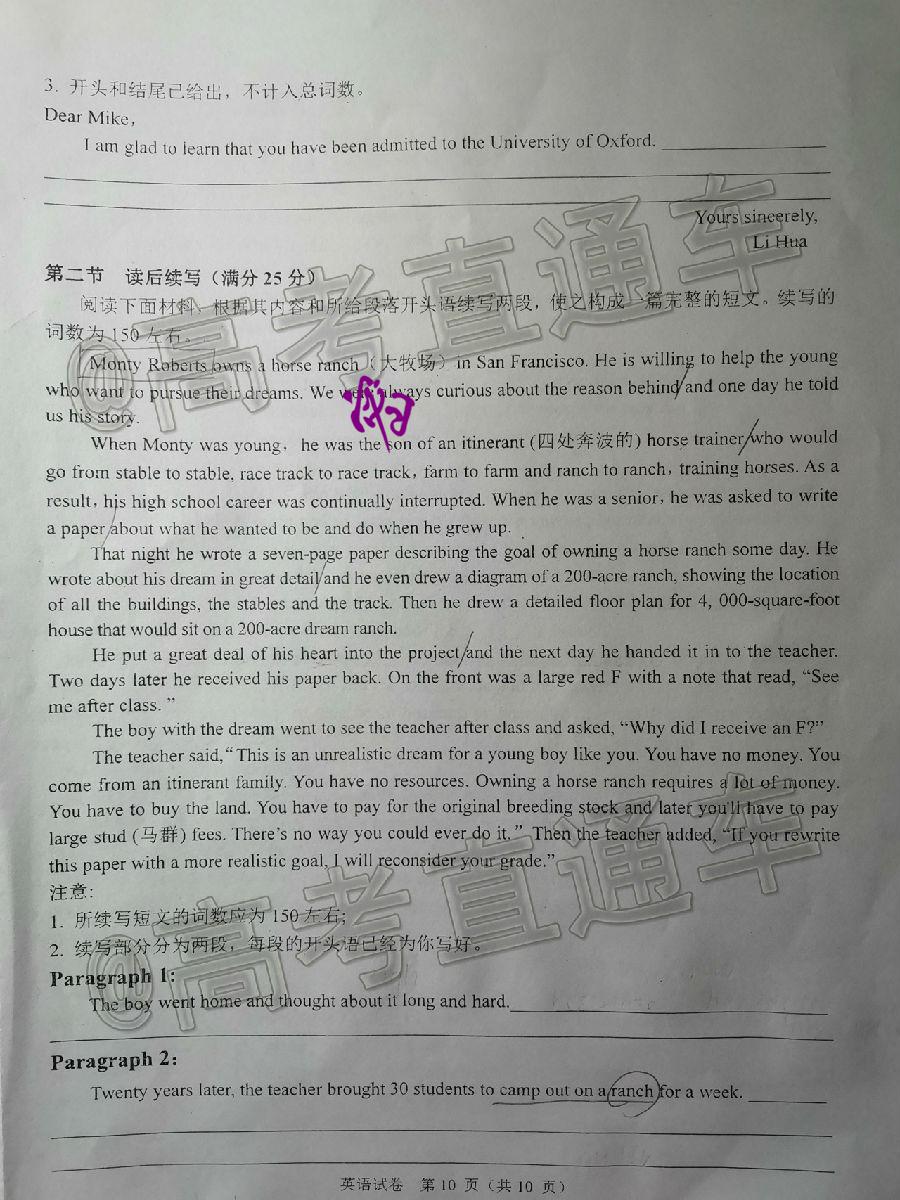 3. 开头和结尾已给出，不计入总词数。
Dear Mike,
I am glad to learn that you have been admitted to the University of Oxford.
Yours sincerely,
Li Hua
第二节 读后续写（满分 25 分）
阅读下面材料，根据其内容和所给段落开头语续写两段，使之构成一篇完整的短文。续写的
词数为 150 左右。
Monty Roberts owns a horse ranch（大牧场）in San Francisco. He is willing to help the young
who want to pursue their dreams. We always curious about the reason behind and one day he told
us his story.
When Monty was young, he was the son of an itinerant (四处奔波的) horse trainer who would
go from stable to stable, race track to race track, farm to farm and ranch to ranch, training horses. As a
result, his high school career was continually interrupted. When he was a senior, he was asked to write
a paper about what he wanted to be and do when he grew up.
That night he wrote a seven-page paper describing the goal of owning a horse ranch some day. He
wrote about his dream in great detail and he even drew a diagram of a 200-acre ranch, showing the location
of all the buildings, the stables and the track. Then he drew a detailed floor plan for 4, 000-square-foot
house that would sit on a 200-acre dream ranch.
He put a great deal of his heart into the project and the next day he handed it in to the teacher.
Two days later he received his paper back. On the front was a large red F with a note that read, “See
me after class. ”
The boy with the dream went to see the teacher after class and asked, “Why did I receive an F?”
The teacher said,“This is an unrealistic dream for a young boy like you. You have no money. You
come from an itinerant family. You have no resources. Owning a horse ranch requires a lot of money.
You have to buy the land. You have to pay for the original breeding stock and later you'll have to pay
large stud (马群) fees. There's no way you could ever do it.” Then the teacher added, “If you rewrite
this paper with a more realistic goal, I will reconsider your grade.”
注意:
1. 所续写短文的词数应为 150 左右;
2. 续写部分分为两段，每段的开头语已经为你写好。
Paragraph 1:
The boy went home and thought about it long and hard.
Paragraph 2:
Twenty years later, the teacher brought 30 students to camp out on a ranch for a week.
英语试卷 第 10 页（共 10 页）
@高考直通车
@高考直通车